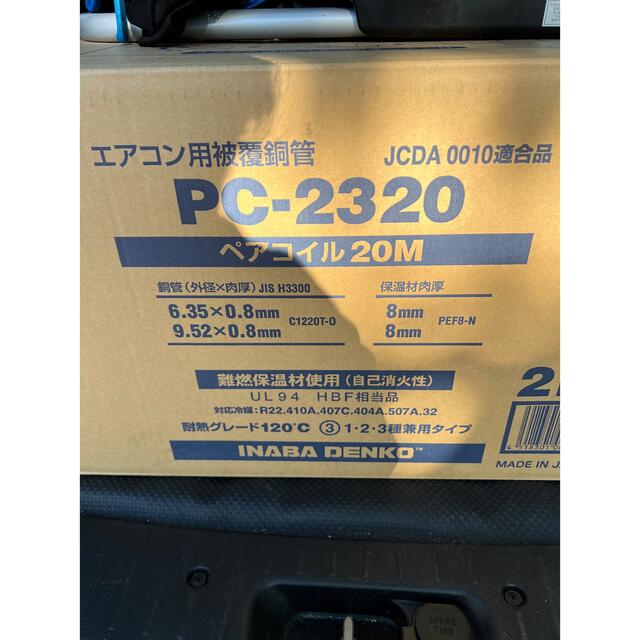 エアコン用被覆銅管 JCDA 0010適合品
PC-2320
ペアコイル20M
銅管(外径×肉厚)JIS H3300 保温材肉厚
6.35×0.8mm C1220T-O 8mm PEF8-N
9.52×0.8mm 8mm
難燃保温材使用(自己消火性)
UL94 HBF相当品
対応冷媒:R22.410A.407C.404A.507A.32
耐熱グレード120℃ ③1・2・3種兼用タイプ
INABA DENKO™
MADE IN
SPARE
TIRE